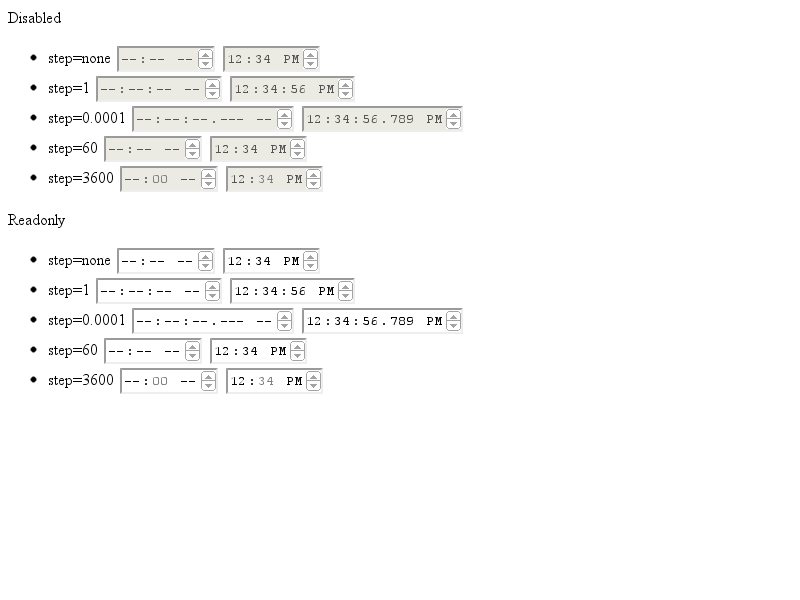 Disabled
step=none --:-- -- 12:34 PM
step=1 --:--:-- -- 12:34:56 PM
step=0.0001 --:--:--.--- -- 12:34:56.789 PM
step=60 --:-- -- 12:34 PM
step=3600 --:00 -- 12:34 PM
Readonly
step=none --:-- -- 12:34 PM
step=1 --:--:-- -- 12:34:56 PM
step=0.0001 --:--:--.--- -- 12:34:56.789 PM
step=60 --:-- -- 12:34 PM
step=3600 --:00 -- 12:34 PM